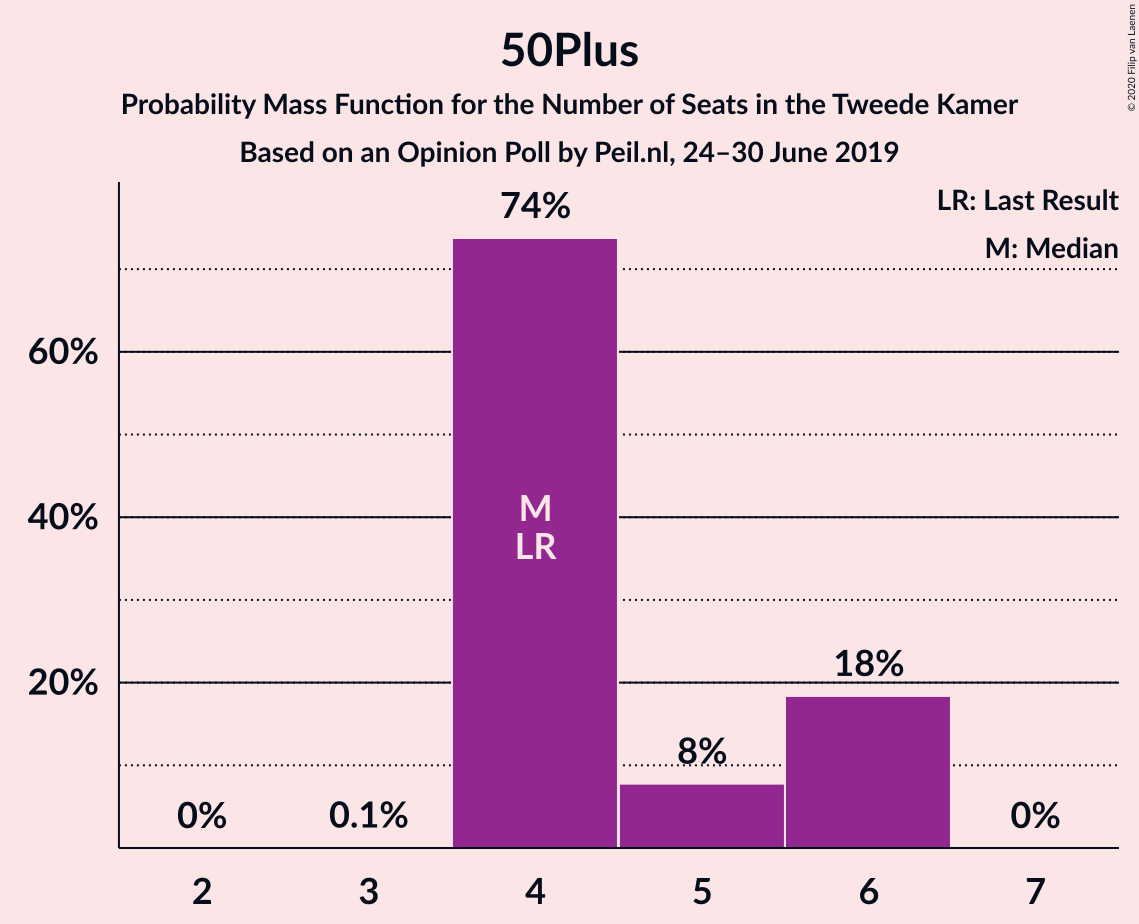 50Plus
Probability Mass Function for the Number of Seats in the Tweede Kamer
Based on an Opinion Poll by Peil.nl, 24–30 June 2019
© 2020 Filip van Laenen
LR: Last Result
M: Median
60%
40%
20%
0%
0.1%
74%
M
LR
8%
18%
0%
2
3
4
5
6
7